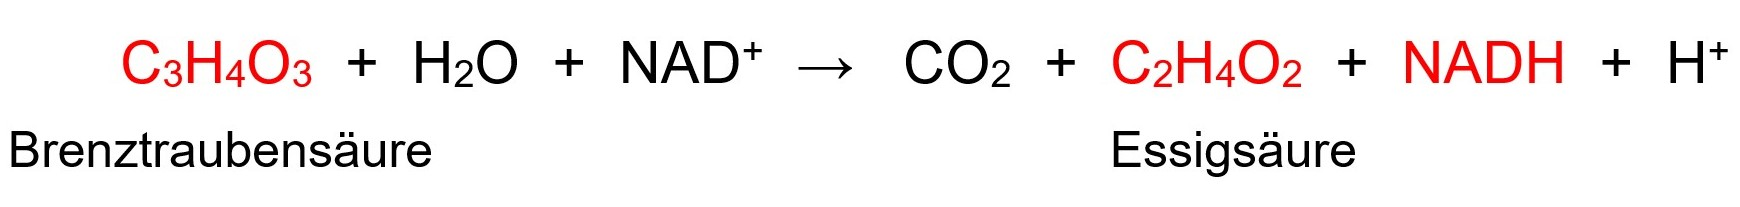 C₃H₄O₃ + H₂O + NAD⁺ → CO₂ + C₂H₄O₂ + NADH + H⁺
Brenztraubensäure Essigsäure